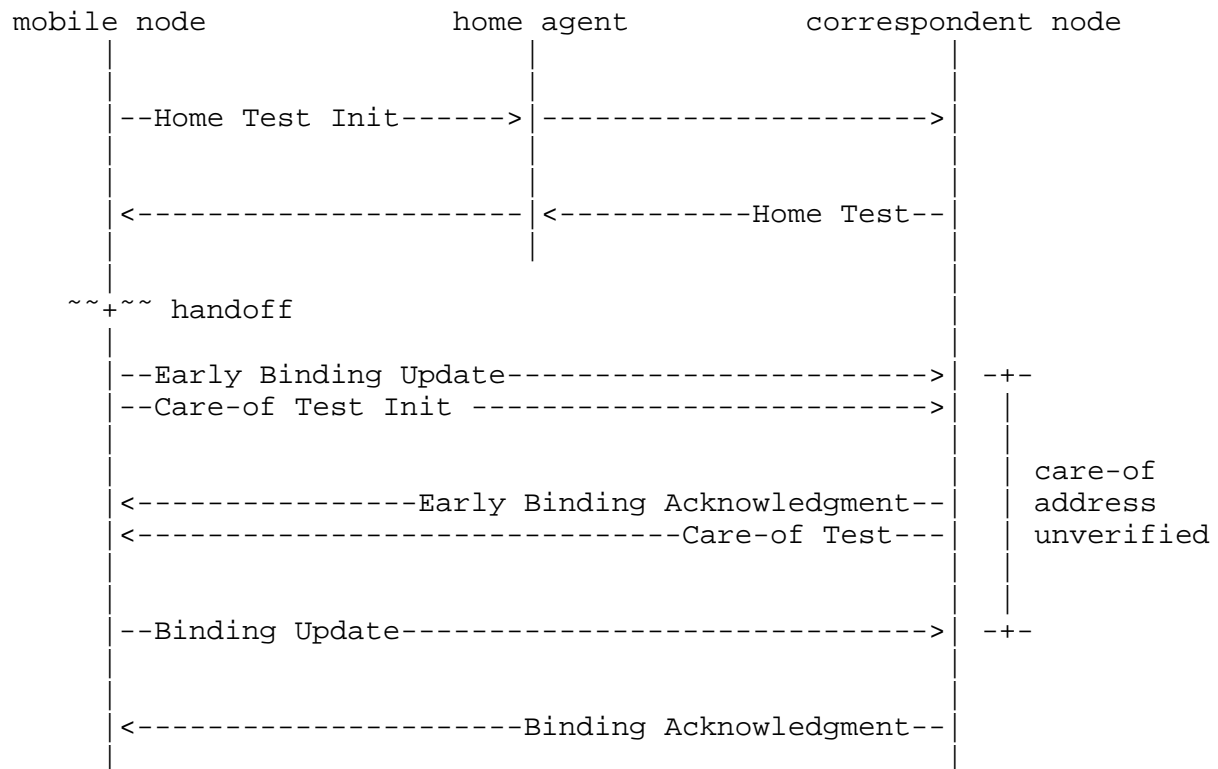 mobile node home agent correspondent node
--Home Test Init------>|---------------------->
<----------------------|<-----------Home Test--
~~+~~ handoff
--Early Binding Update------------------------> -+-
--Care-of Test Init -------------------------->
care-of
<----------------Early Binding Acknowledgment-- address
<-------------------------------Care-of Test--- unverified
--Binding Update------------------------------> -+-
<----------------------Binding Acknowledgment--